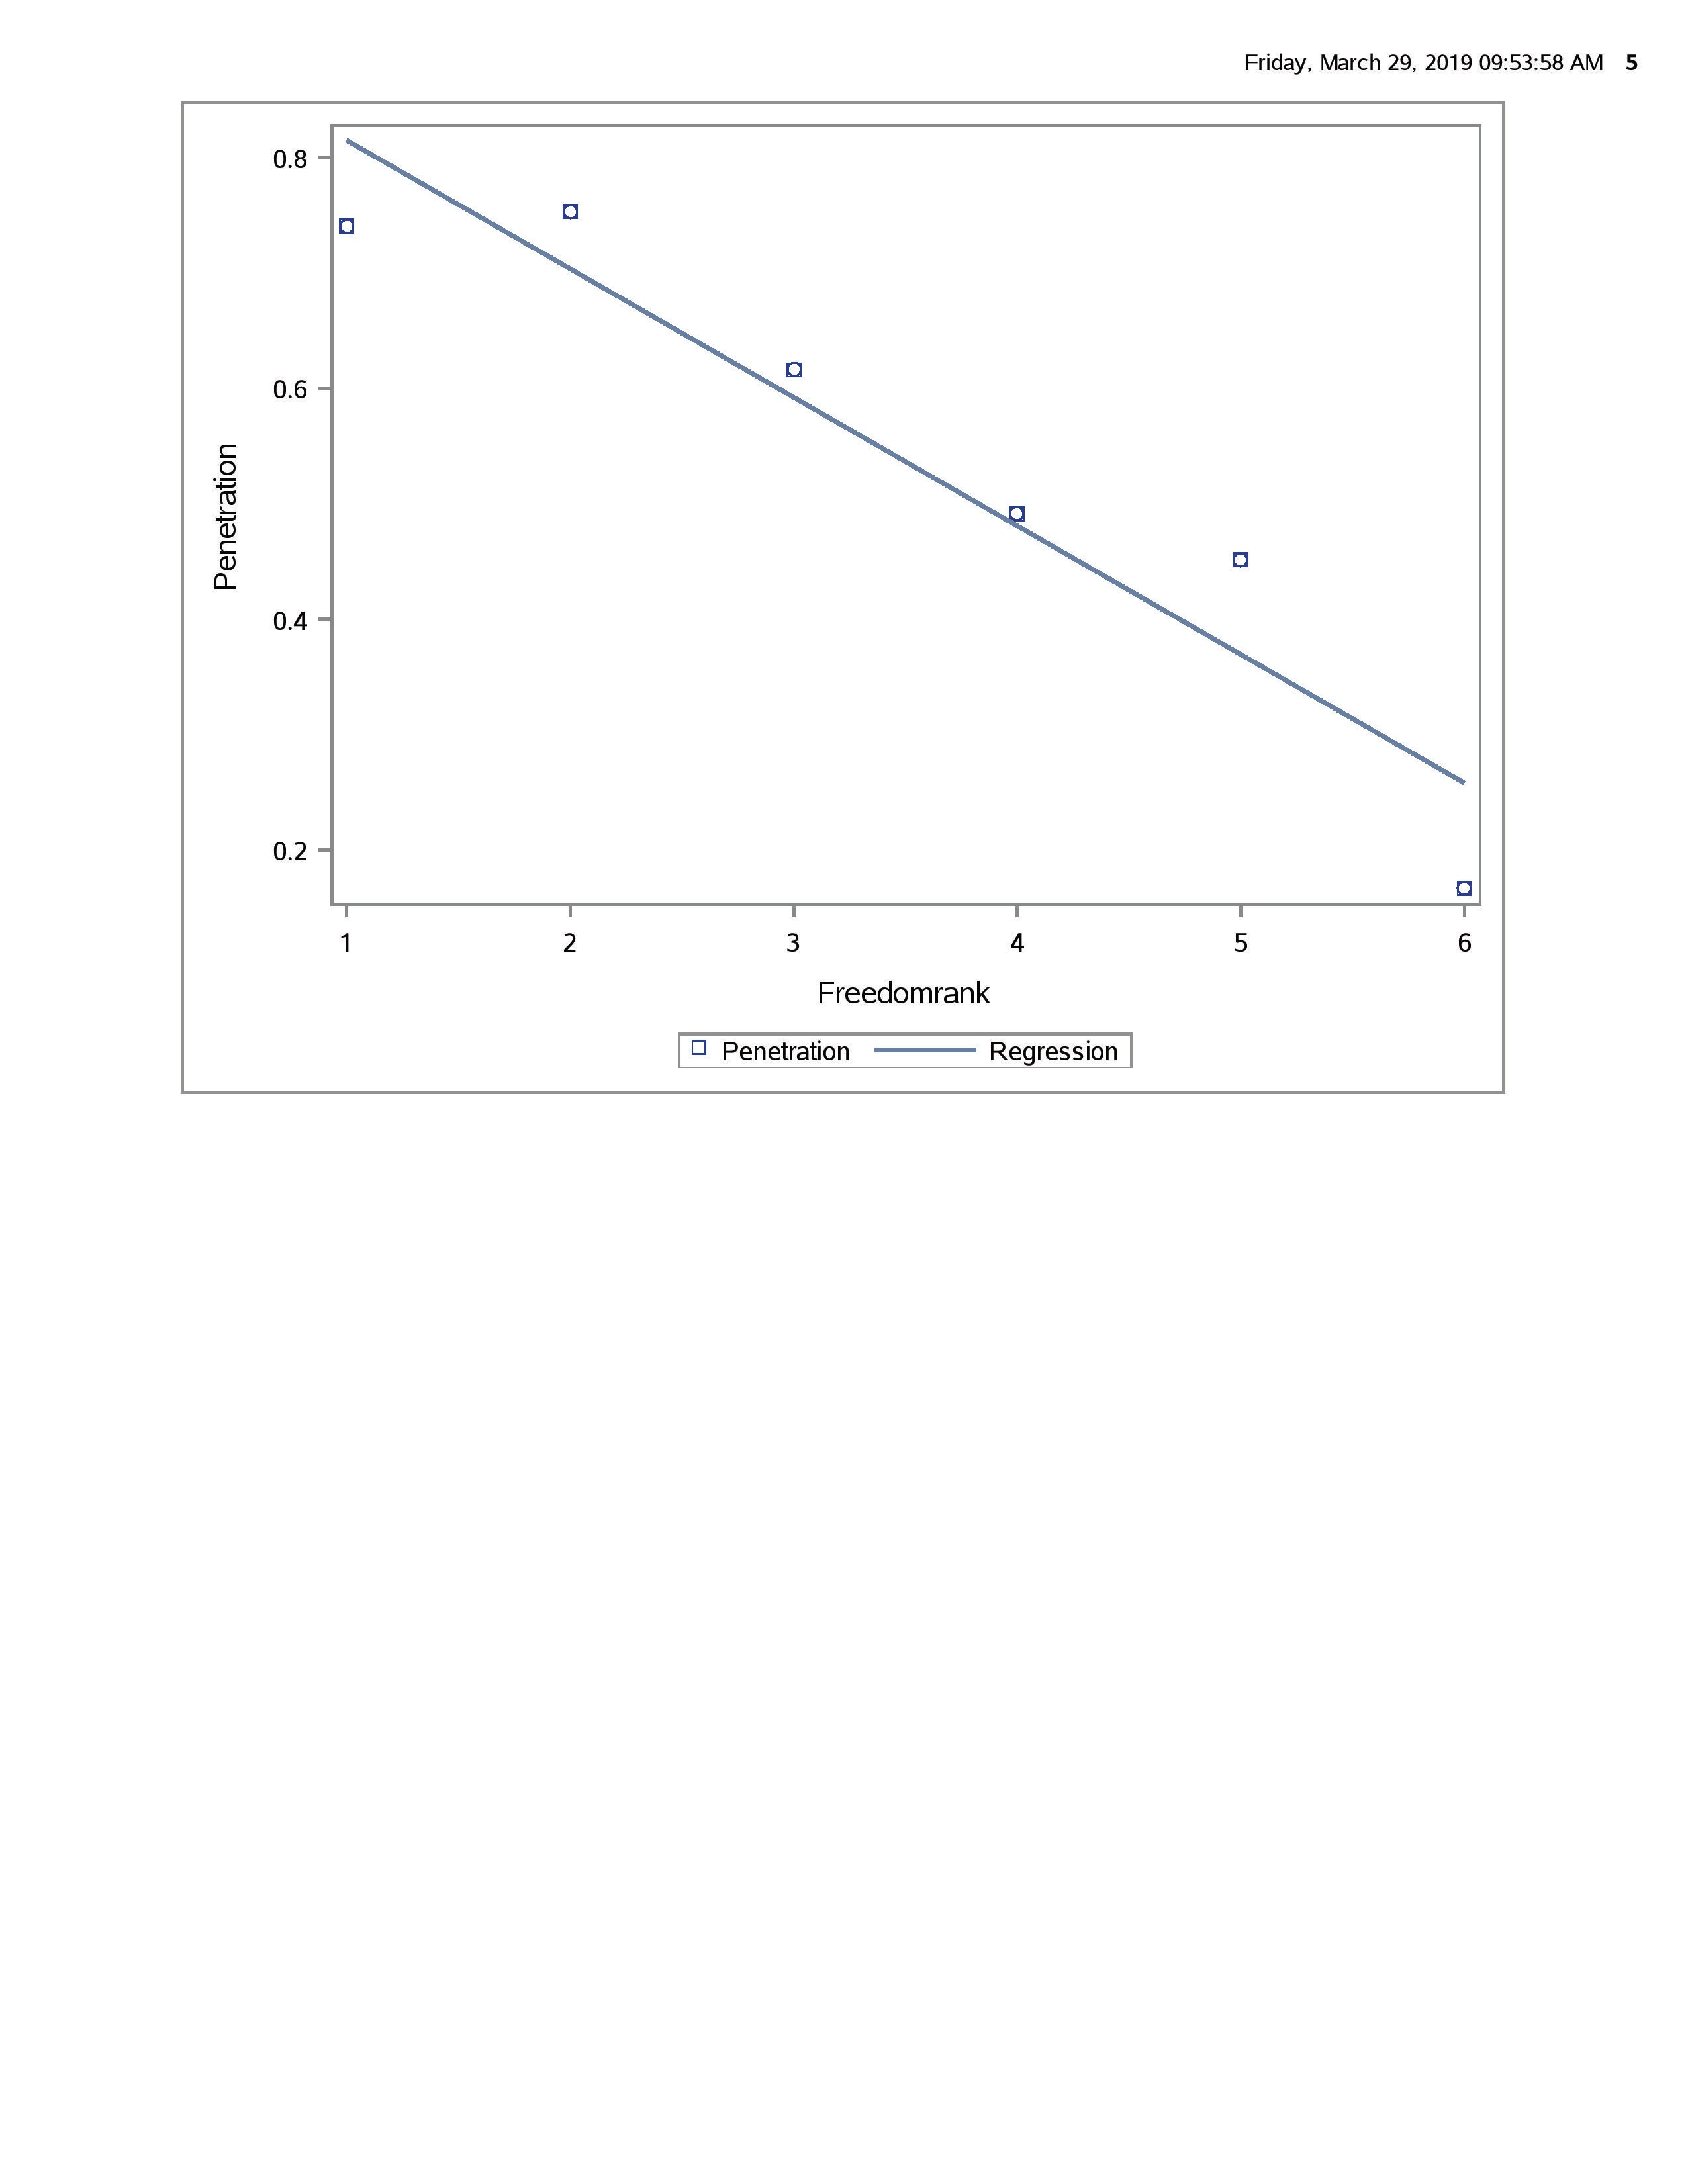 Friday, March 29, 2019 09:53:58 AM 5
0.8
0.6
0.4
0.2
Penetration
1 2 3 4 5 6
Freedomrank
Penetration Regression